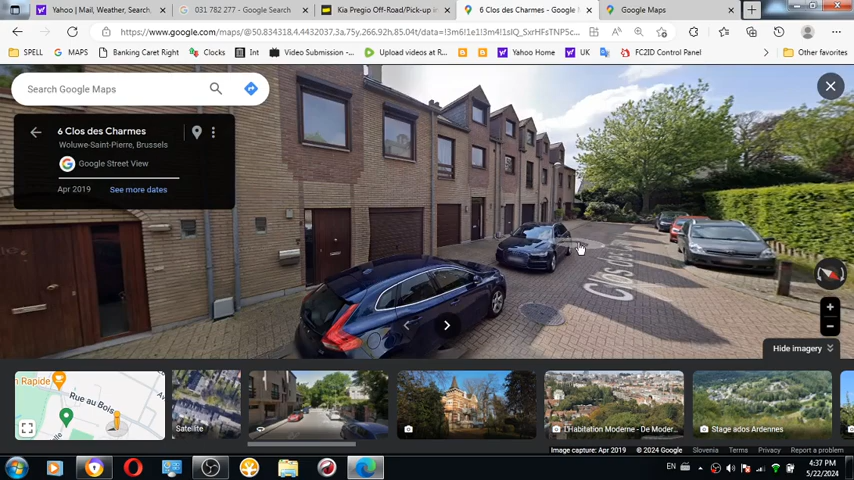 Yahoo | Mail, Weather, Search,
031 782 277 - Google Search
Kia Pregio Off-Road/Pick-up in
6 Clos des Charmes - Google M
Google Maps
https://www.google.com/maps/@50.834318,4.4432037,3a,75y,266.92h,85.04t/data=
SPELL
MAPS
Banking Caret Right
Clocks
Video Submission -...
Upload videos at R...
Yahoo Home
UK
FC2ID Control Panel
Other favorites
Search Google Maps
6 Clos des Charmes
Woluwe-Saint-Pierre, Brussels
Google Street View
Apr 2019
See more dates
Clos des
Hide imagery
n Rapide
Rue au Bois
Satellite
L'Habitation Moderne - De Moder...
Stage ados Ardennes
Image capture: Apr 2019
© 2024 Google
Slovenia
Terms
Privacy
Report a problem
EN
4:37 PM
5/22/2024